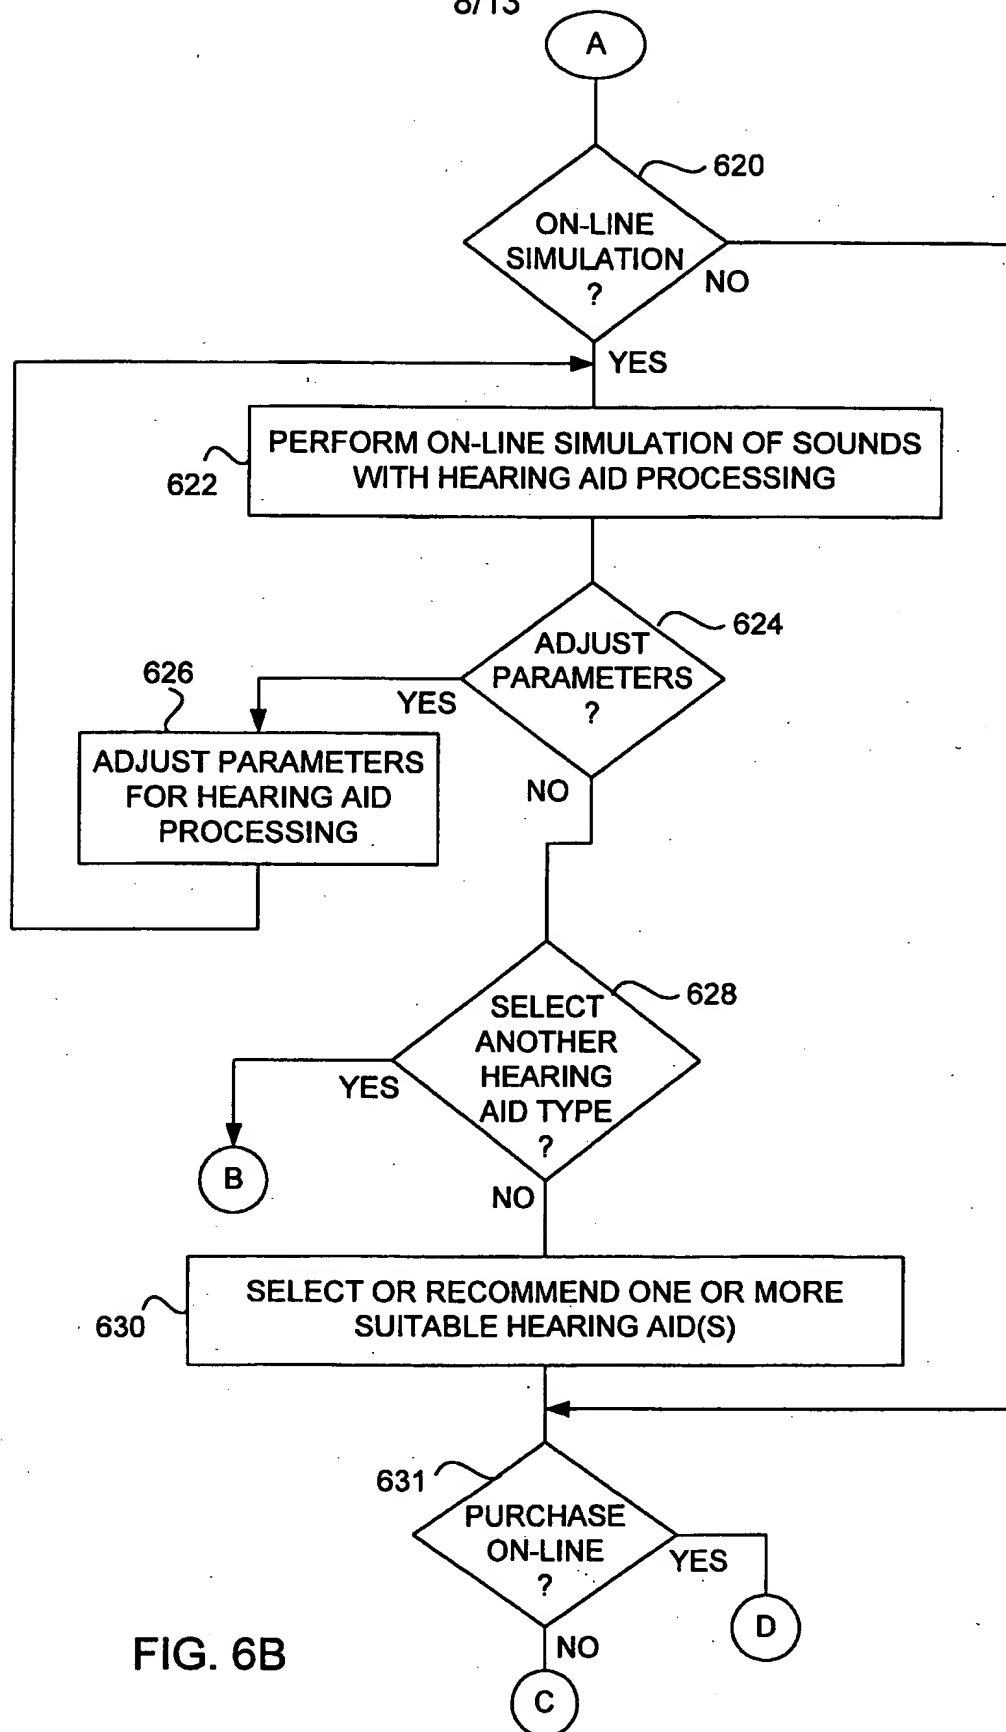 8/13
A
620
ON-LINE
SIMULATION
?
NO
YES
PERFORM ON-LINE SIMULATION OF SOUNDS
WITH HEARING AID PROCESSING
622
624
ADJUST
PARAMETERS
?
YES
626
ADJUST PARAMETERS
FOR HEARING AID
PROCESSING
NO
628
SELECT
ANOTHER
HEARING
AID TYPE
?
YES
B
NO
SELECT OR RECOMMEND ONE OR MORE
SUITABLE HEARING AID(S)
630
631
PURCHASE
ON-LINE
?
YES
D
NO
C
FIG. 6B